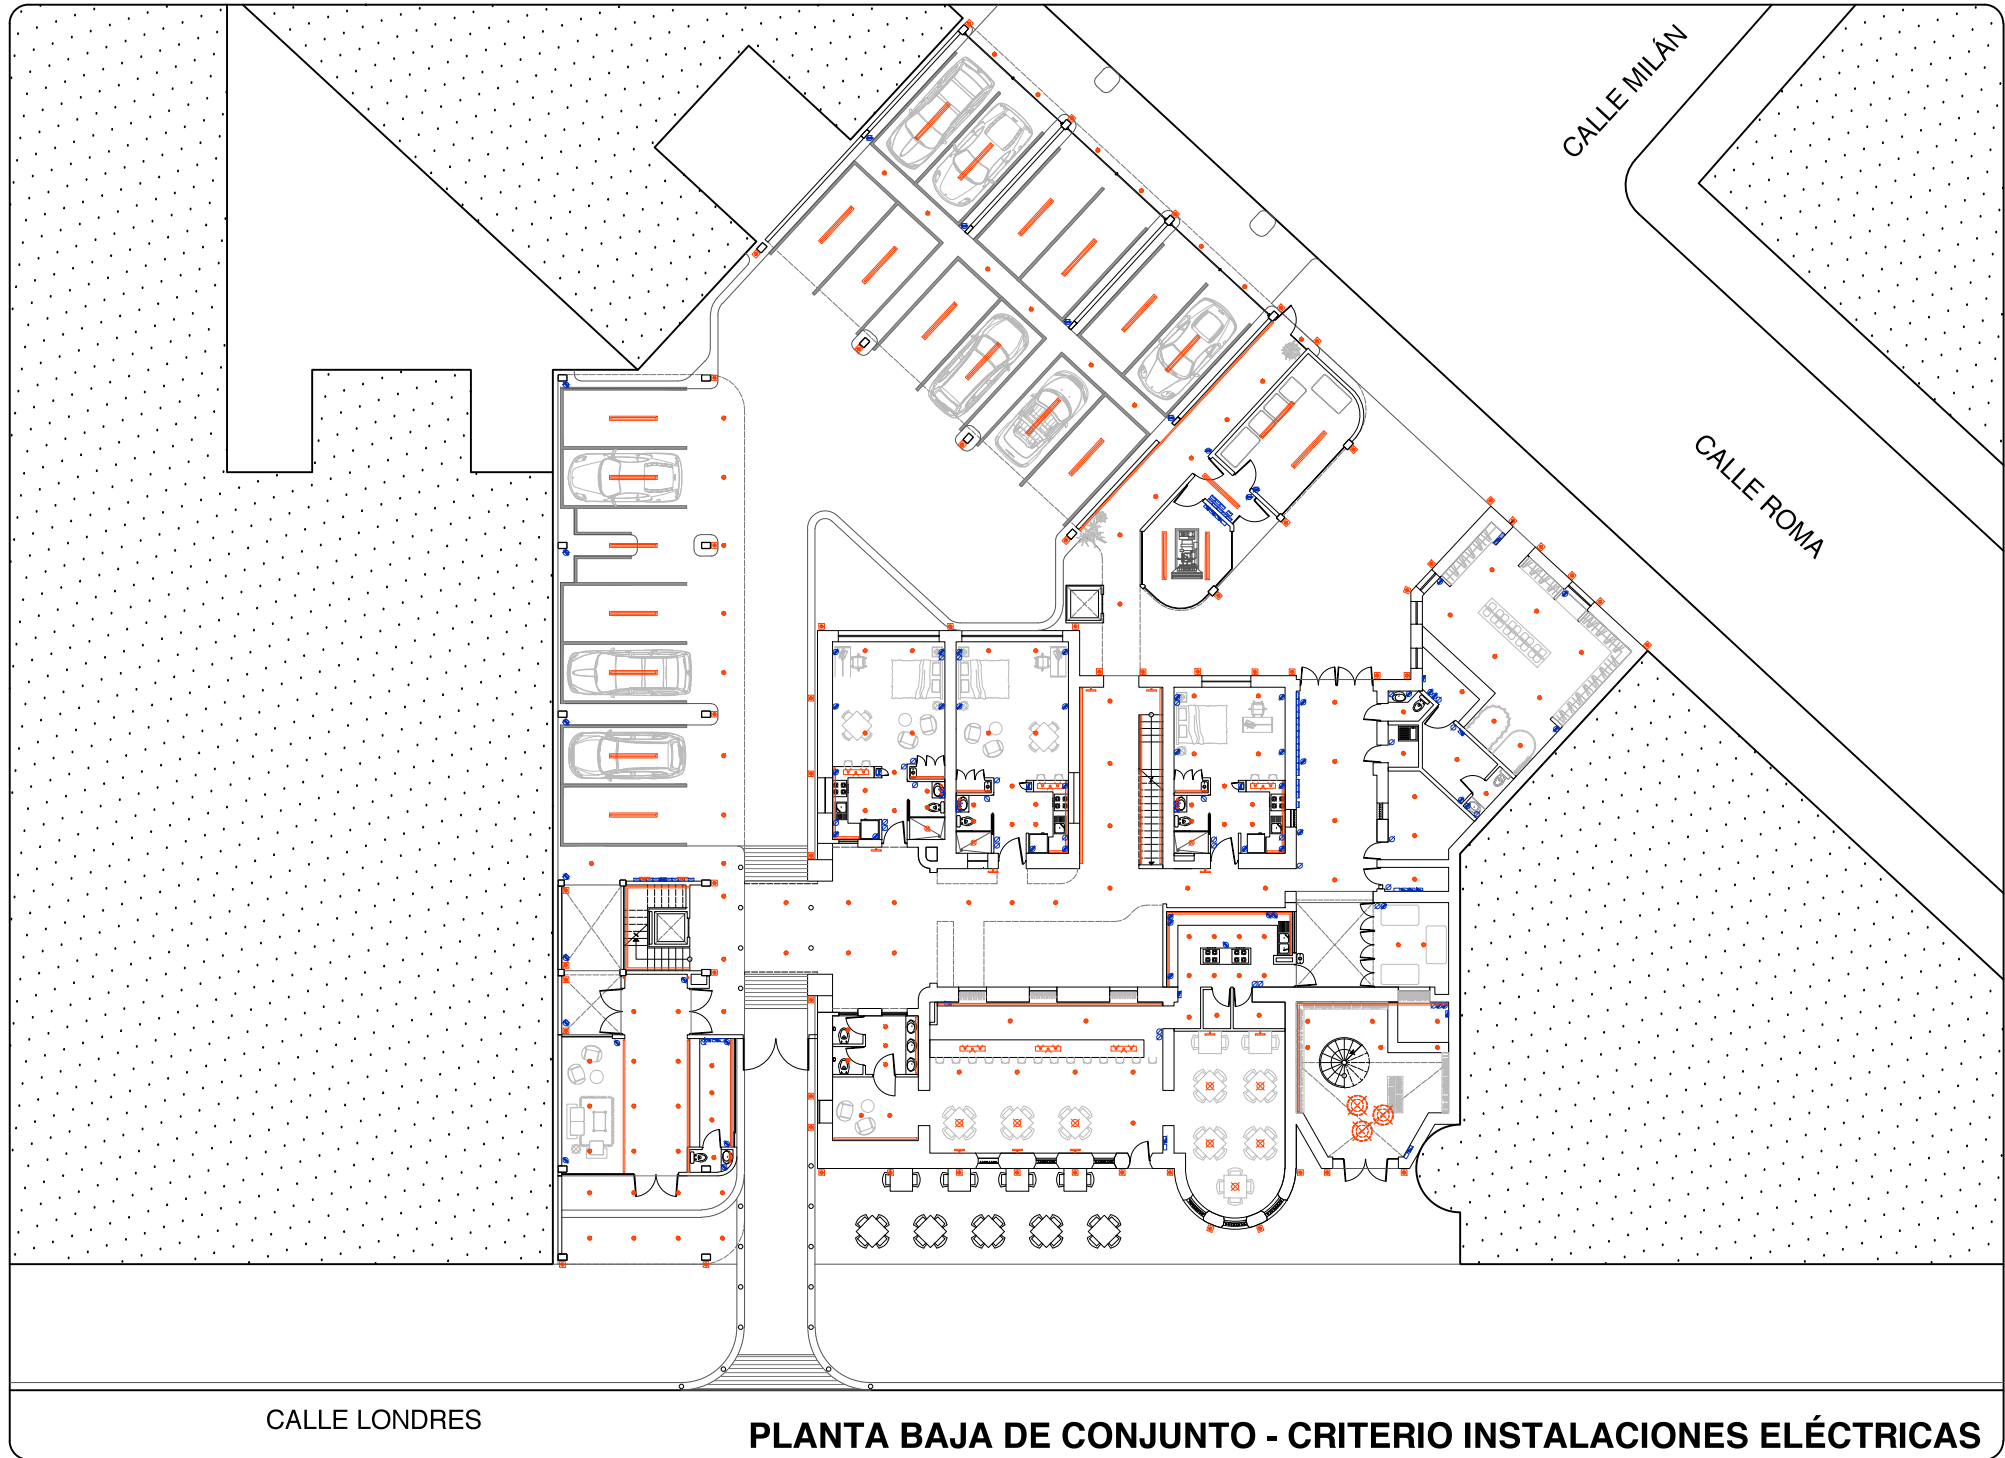 CALLE MILÁN
CALLE ROMA
CALLE LONDRES
PLANTA BAJA DE CONJUNTO - CRITERIO INSTALACIONES ELÉCTRICAS